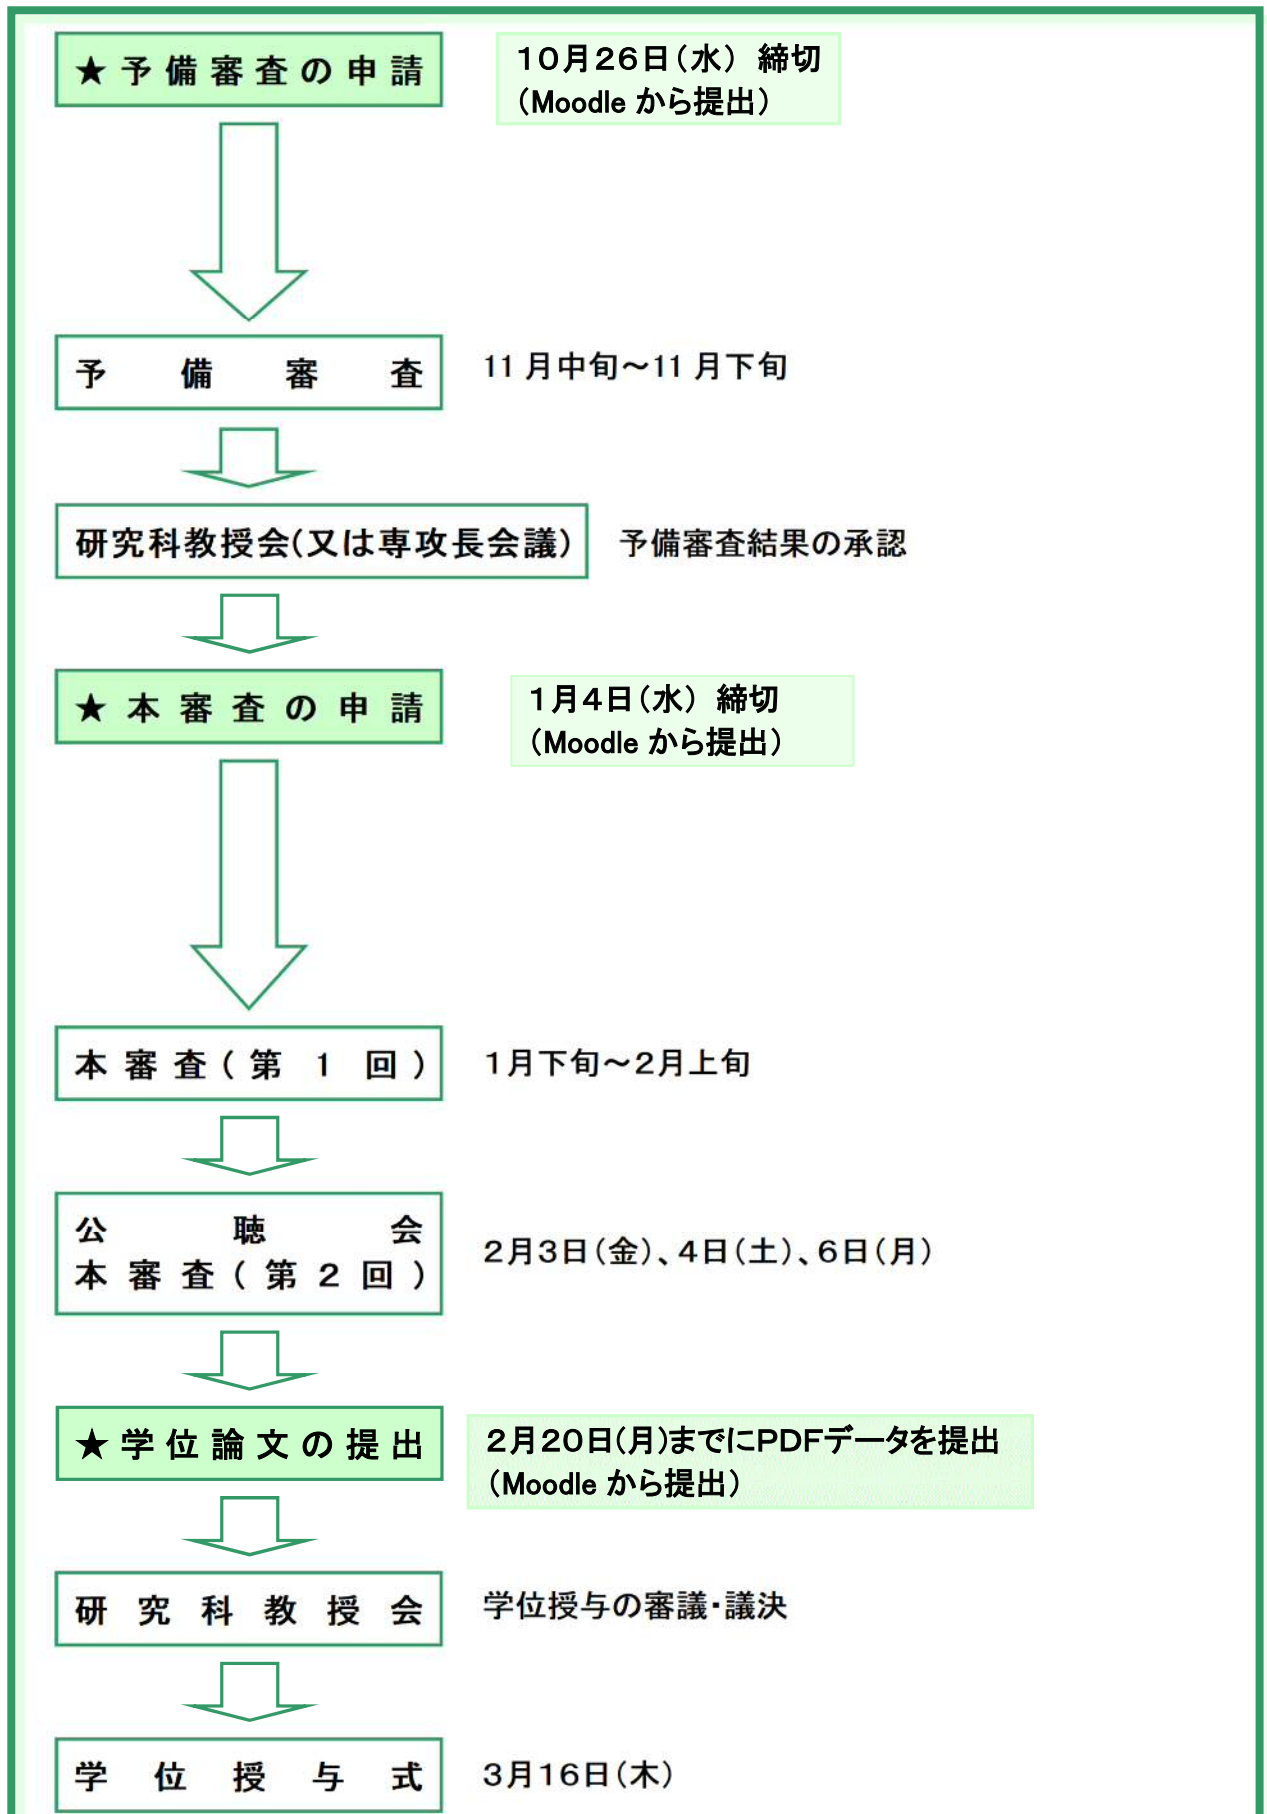 ★予備審査の申請
10月26日(水) 締切
(Moodle から提出)
予備審査
11月中旬～11月下旬
研究科教授会(又は専攻長会議)
予備審査結果の承認
★本審査の申請
1月4日(水) 締切
(Moodle から提出)
本審査(第1回)
1月下旬～2月上旬
公聴会
本審査(第2回)
2月3日(金)、4日(土)、6日(月)
★学位論文の提出
2月20日(月)までにPDFデータを提出
(Moodle から提出)
研究科教授会
学位授与の審議・議決
学位授与式
3月16日(木)